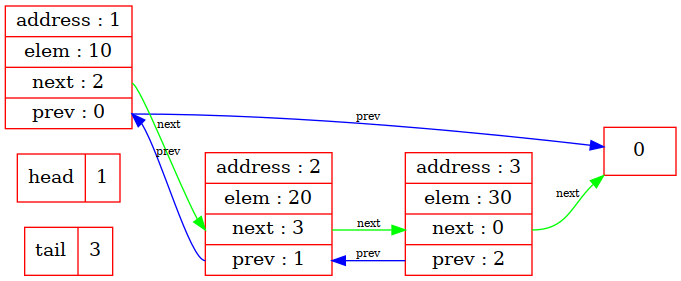 address : 1
elem : 10
next : 2
prev : 0
prev
next
prev
0
head 1
tail 3
address : 2
elem : 20
next : 3
prev : 1
next
prev
address : 3
elem : 30
next : 0
prev : 2
next